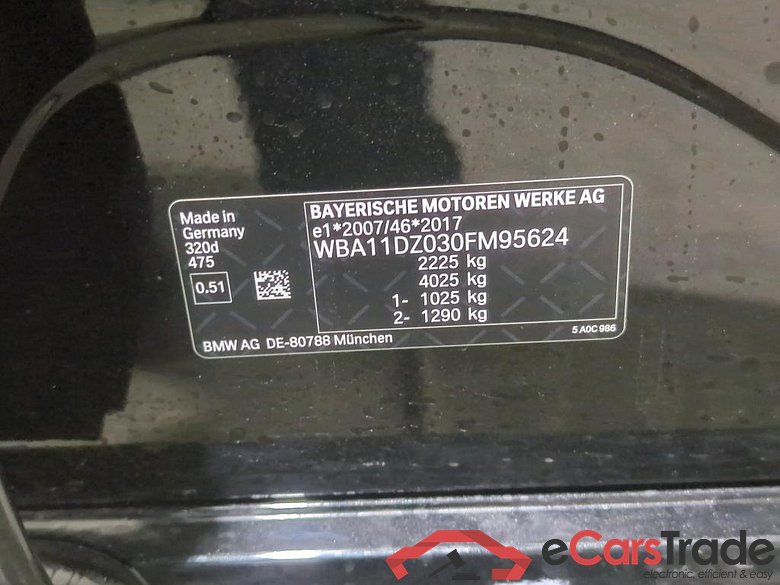 Made in
Germany
320d
475
0.51
BAYERISCHE MOTOREN WERKE AG
e1*2007/46*2017
WBA11DZ030FM95624
2225 kg
4025 kg
1- 1025 kg
2- 1290 kg
5 A0C 986
BMW AG DE-80788 München
eCarsTrade
electronic, efficient & easy